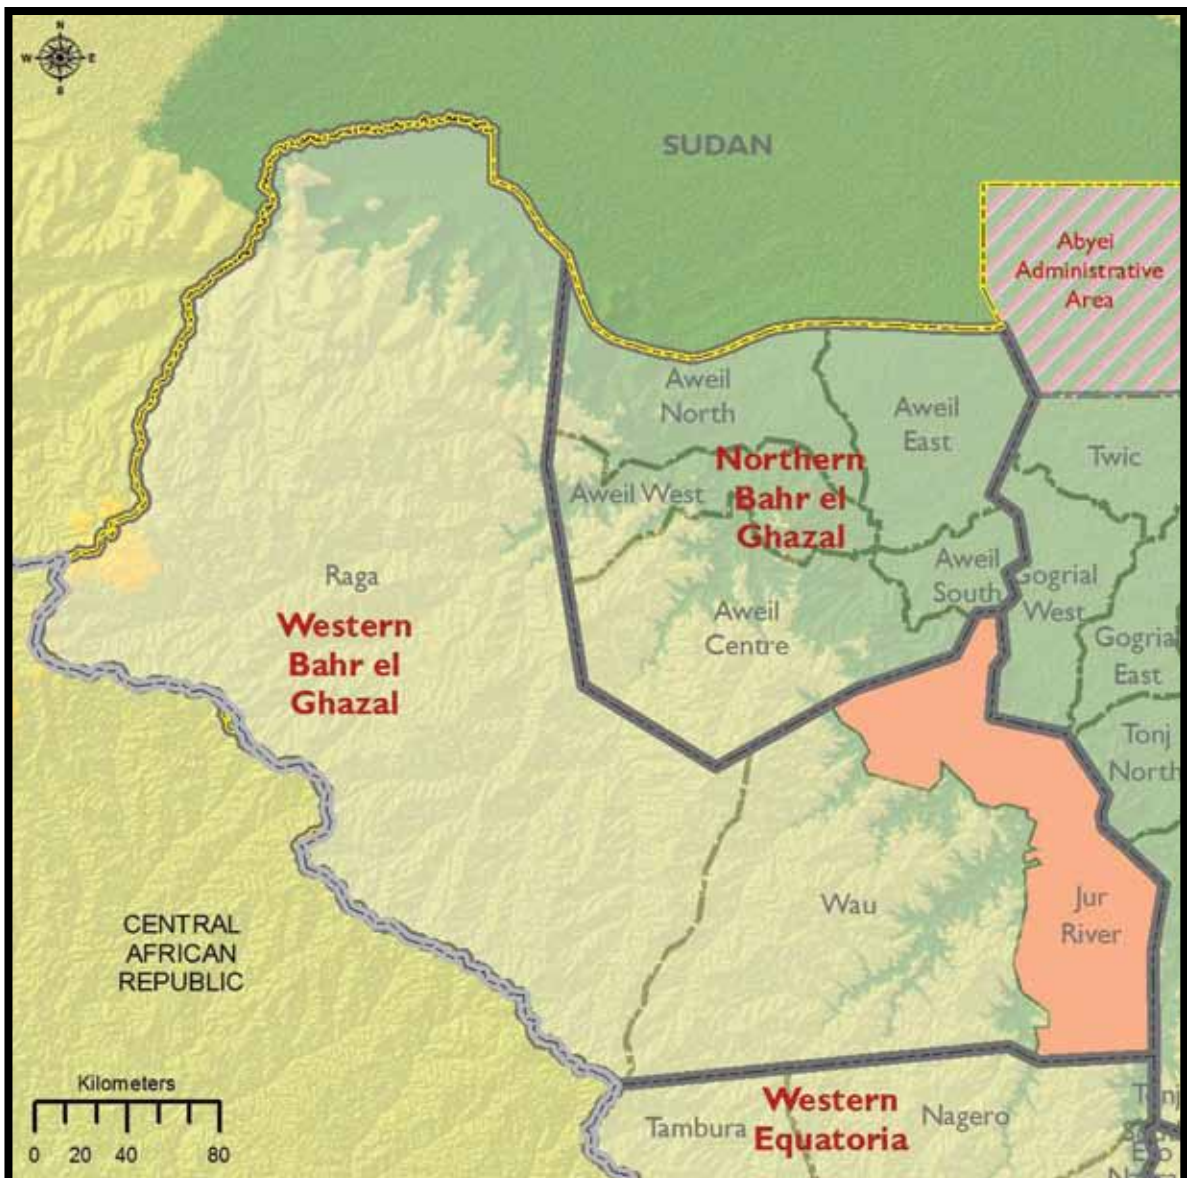 N
W
E
S
SUDAN
Abyei
Administrative
Area
Aweil
North
Aweil
East
Twic
Northern
Bahr el
Ghazal
Aweil West
Aweil
South
Gogrial
West
Raga
Western
Bahr el
Ghazal
Aweil
Centre
Gogrial
East
Tonj
North
Wau
Jur
River
CENTRAL
AFRICAN
REPUBLIC
Kilometers
0 20 40 80
Western
Equatoria
Tambura
Nagero
Tonj